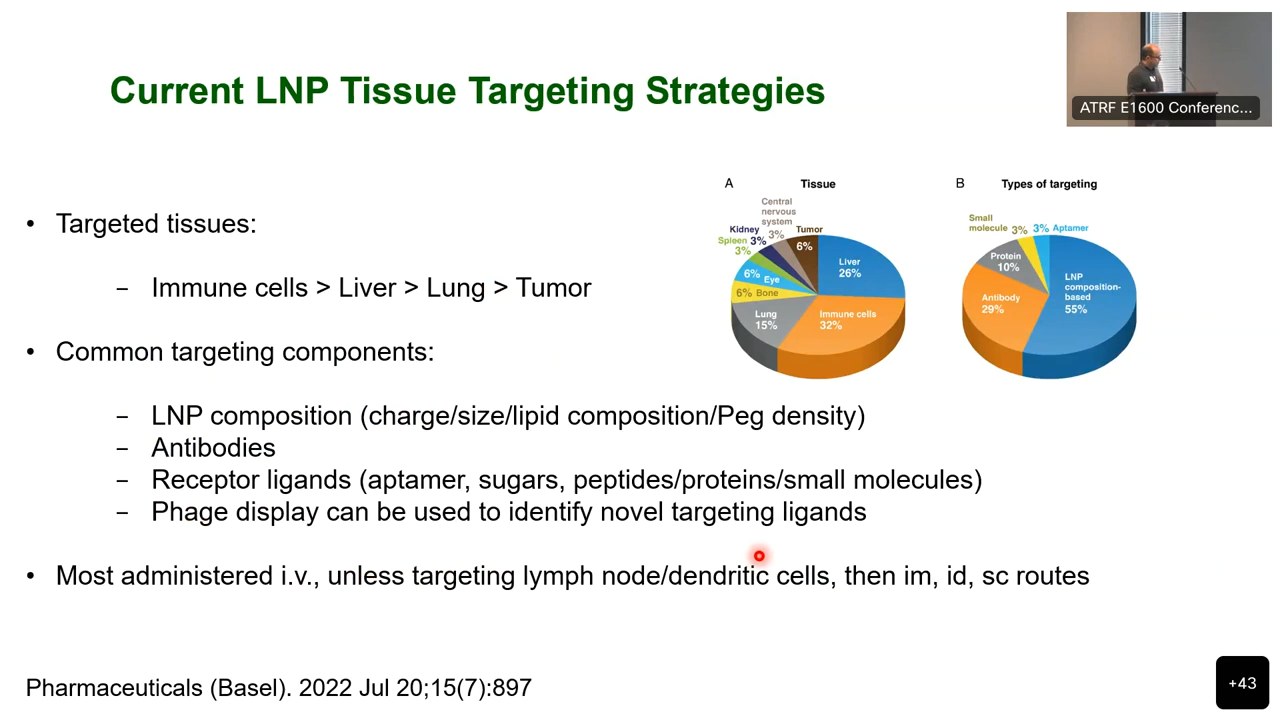 ATRF E1600 Conferenc...
Current LNP Tissue Targeting Strategies
• Targeted tissues:
– Immune cells > Liver > Lung > Tumor
• Common targeting components:
– LNP composition (charge/size/lipid composition/Peg density)
– Antibodies
– Receptor ligands (aptamer, sugars, peptides/proteins/small molecules)
– Phage display can be used to identify novel targeting ligands
• Most administered i.v., unless targeting lymph node/dendritic cells, then im, id, sc routes
A
Tissue
Central
nervous
system
3%
Kidney
3%
Spleen
3%
Tumor
6%
Liver
26%
6% Eye
6% Bone
Lung
15%
Immune cells
32%
B
Types of targeting
Small
molecule 3%
3% Aptamer
Protein
10%
Antibody
29%
LNP
composition-
based
55%
Pharmaceuticals (Basel). 2022 Jul 20;15(7):897
+43